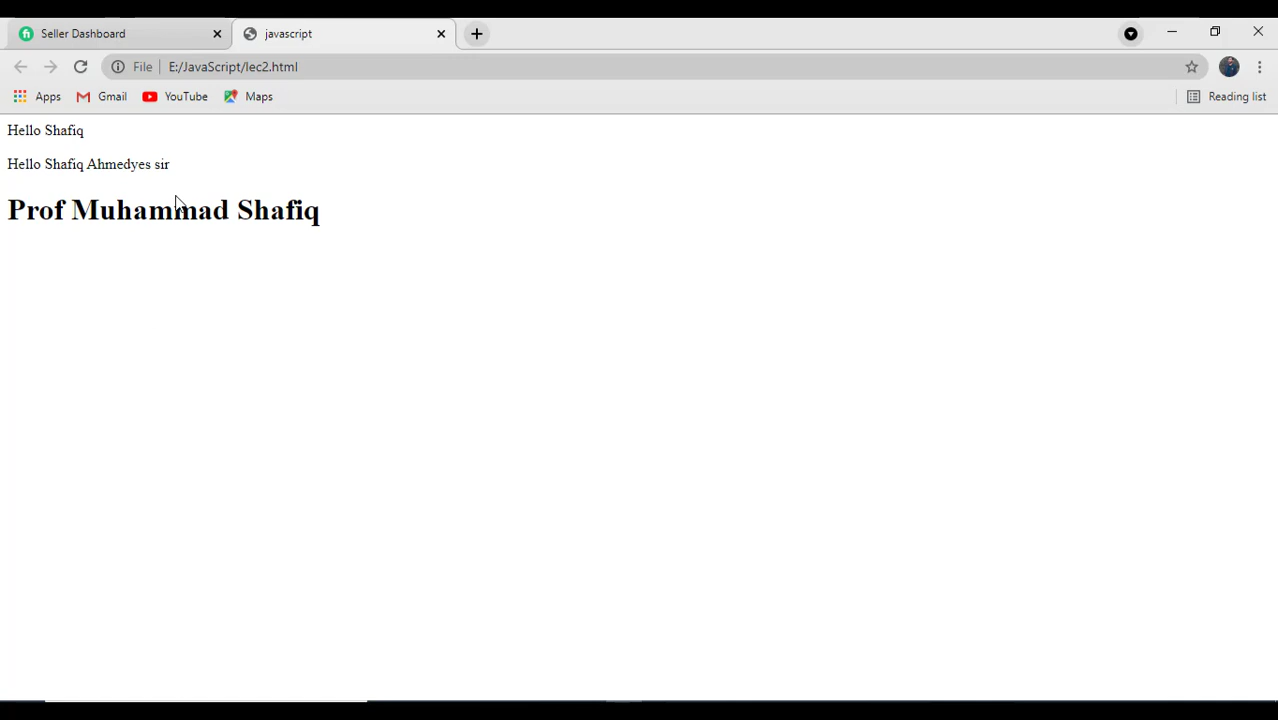 Seller Dashboard
javascript
File
E:/JavaScript/lec2.html
Apps
Gmail
YouTube
Maps
Reading list
Hello Shafiq
Hello Shafiq Ahmedyes sir
Prof Muhammad Shafiq